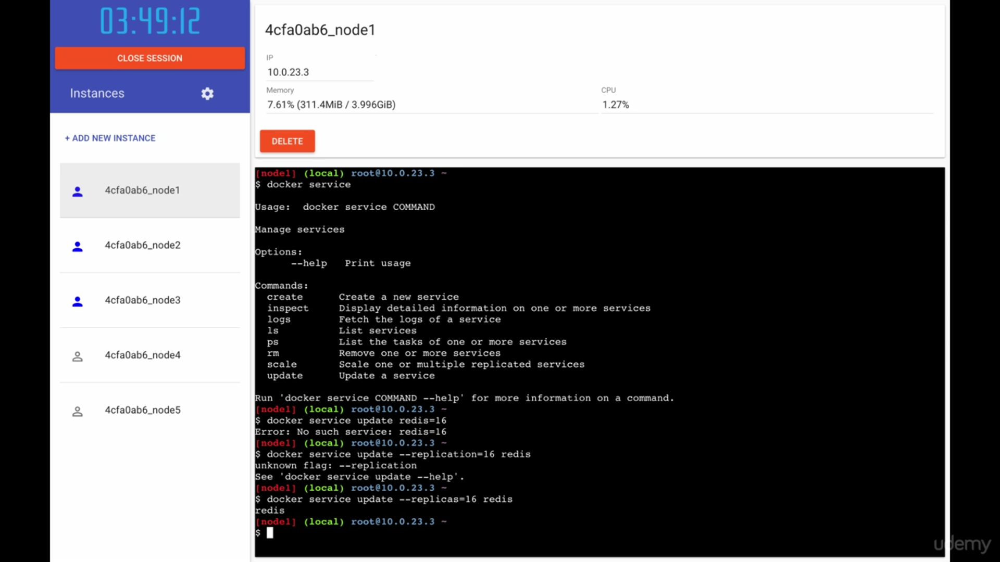 03:49:12
CLOSE SESSION
Instances
+ ADD NEW INSTANCE
4cfa0ab6_node1
4cfa0ab6_node2
4cfa0ab6_node3
4cfa0ab6_node4
4cfa0ab6_node5
4cfa0ab6_node1
IP
10.0.23.3
Memory
7.61% (311.4MiB / 3.996GiB)
CPU
1.27%
DELETE
[node1] (local) root@10.0.23.3 ~
$ docker service
Usage:  docker service COMMAND
Manage services
Options:
      --help   Print usage
Commands:
  create      Create a new service
  inspect     Display detailed information on one or more services
  logs        Fetch the logs of a service
  ls          List services
  ps          List the tasks of one or more services
  rm          Remove one or more services
  scale       Scale one or multiple replicated services
  update      Update a service
Run 'docker service COMMAND --help' for more information on a command.
[node1] (local) root@10.0.23.3 ~
$ docker service update redis=16
Error: No such service: redis=16
[node1] (local) root@10.0.23.3 ~
$ docker service update --replication=16 redis
unknown flag: --replication
See 'docker service update --help'.
[node1] (local) root@10.0.23.3 ~
$ docker service update --replicas=16 redis
redis
[node1] (local) root@10.0.23.3 ~
$
udemy